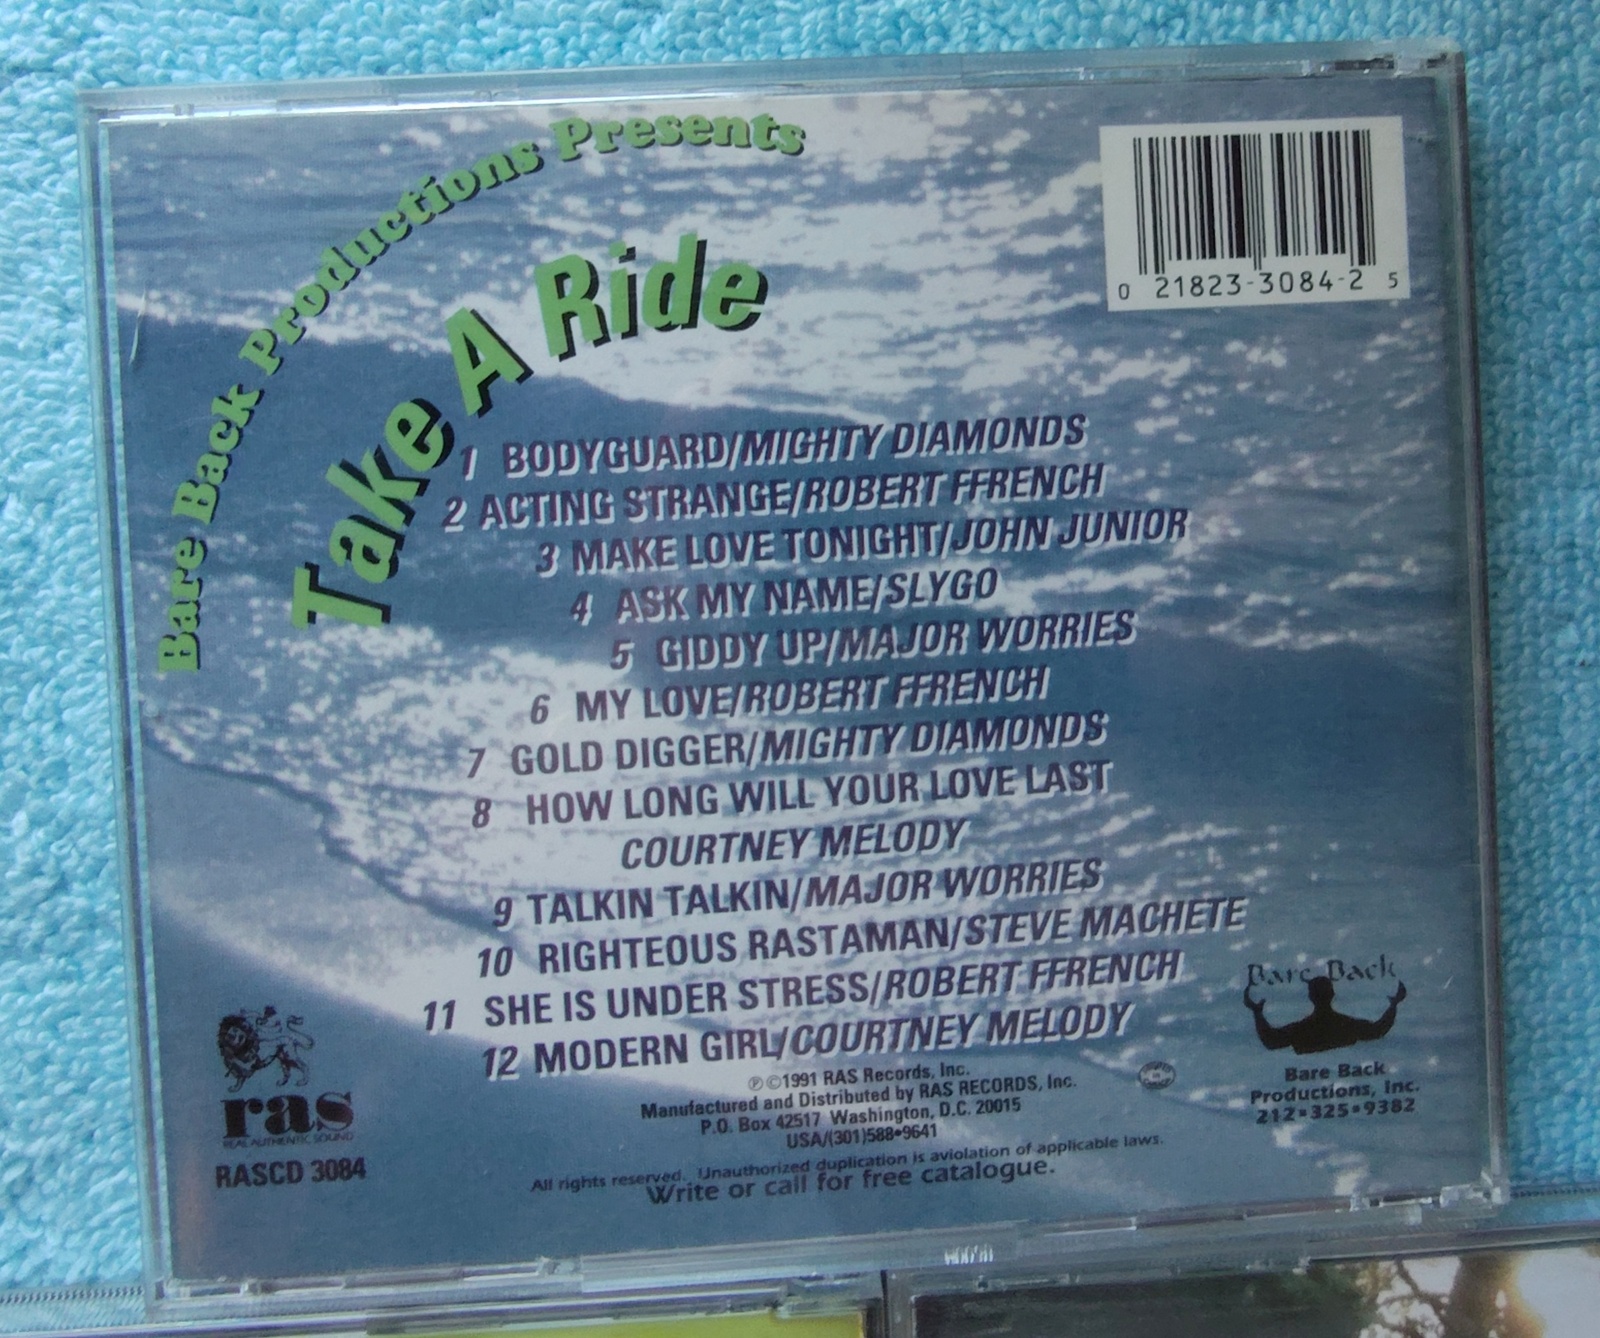 Bare Back Productions Presents
Take A Ride
0 21823-3084-2 5
1 BODYGUARD/MIGHTY DIAMONDS
2 ACTING STRANGE/ROBERT FFRENCH
3 MAKE LOVE TONIGHT/JOHN JUNIOR
4 ASK MY NAME/SLYGO
5 GIDDY UP/MAJOR WORRIES
6 MY LOVE/ROBERT FFRENCH
7 GOLD DIGGER/MIGHTY DIAMONDS
8 HOW LONG WILL YOUR LOVE LAST
COURTNEY MELODY
9 TALKIN TALKIN/MAJOR WORRIES
10 RIGHTEOUS RASTAMAN/STEVE MACHETE
11 SHE IS UNDER STRESS/ROBERT FFRENCH
12 MODERN GIRL/COURTNEY MELODY
℗©1991 RAS Records, Inc.
Manufactured and Distributed by RAS RECORDS, Inc.
P.O. Box 42517 Washington, D.C. 20015
USA/(301)588•9641
All rights reserved. Unauthorized duplication is aviolation of applicable laws.
Write or call for free catalogue.
ras
REAL AUTHENTIC SOUND
RASCD 3084
Bare Back
Bare Back
Productions, Inc.
212▪325▪9382